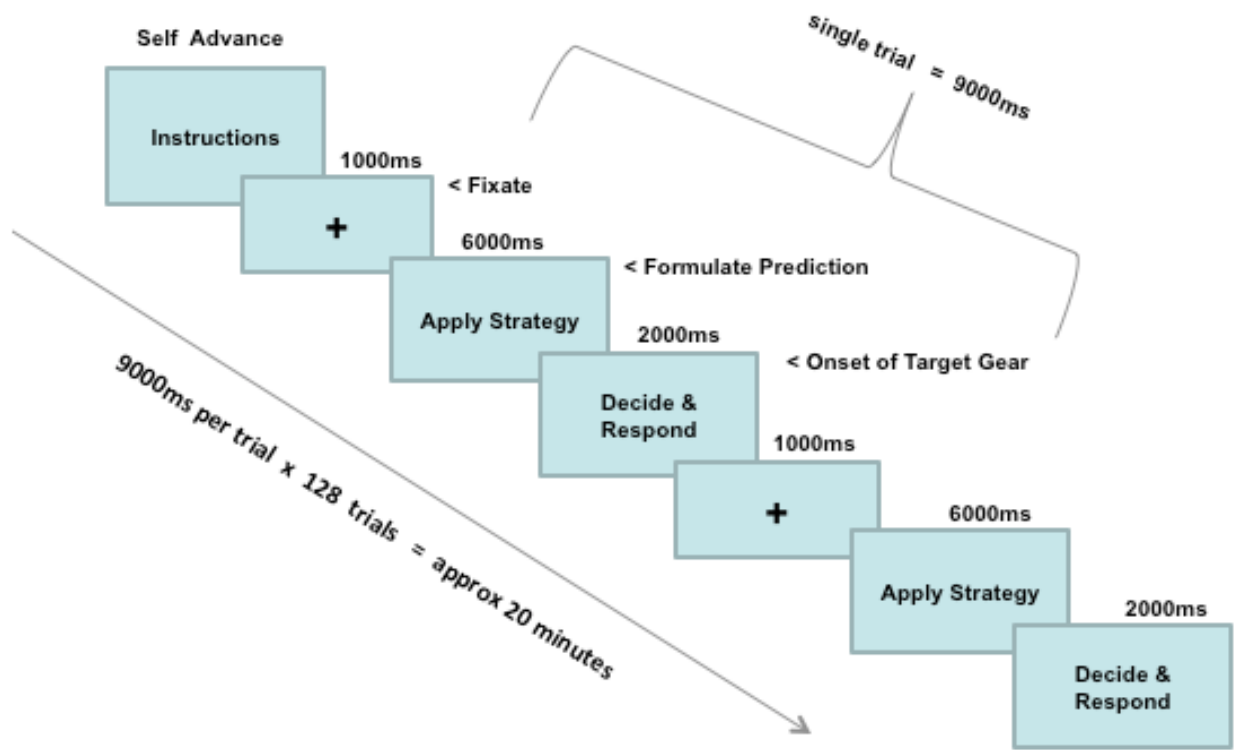 Self Advance
single trial = 9000ms
Instructions
1000ms
< Fixate
+
6000ms
< Formulate Prediction
Apply Strategy
2000ms
< Onset of Target Gear
Decide &
Respond
1000ms
+
6000ms
Apply Strategy
2000ms
Decide &
Respond
9000ms per trial x 128 trials = approx 20 minutes